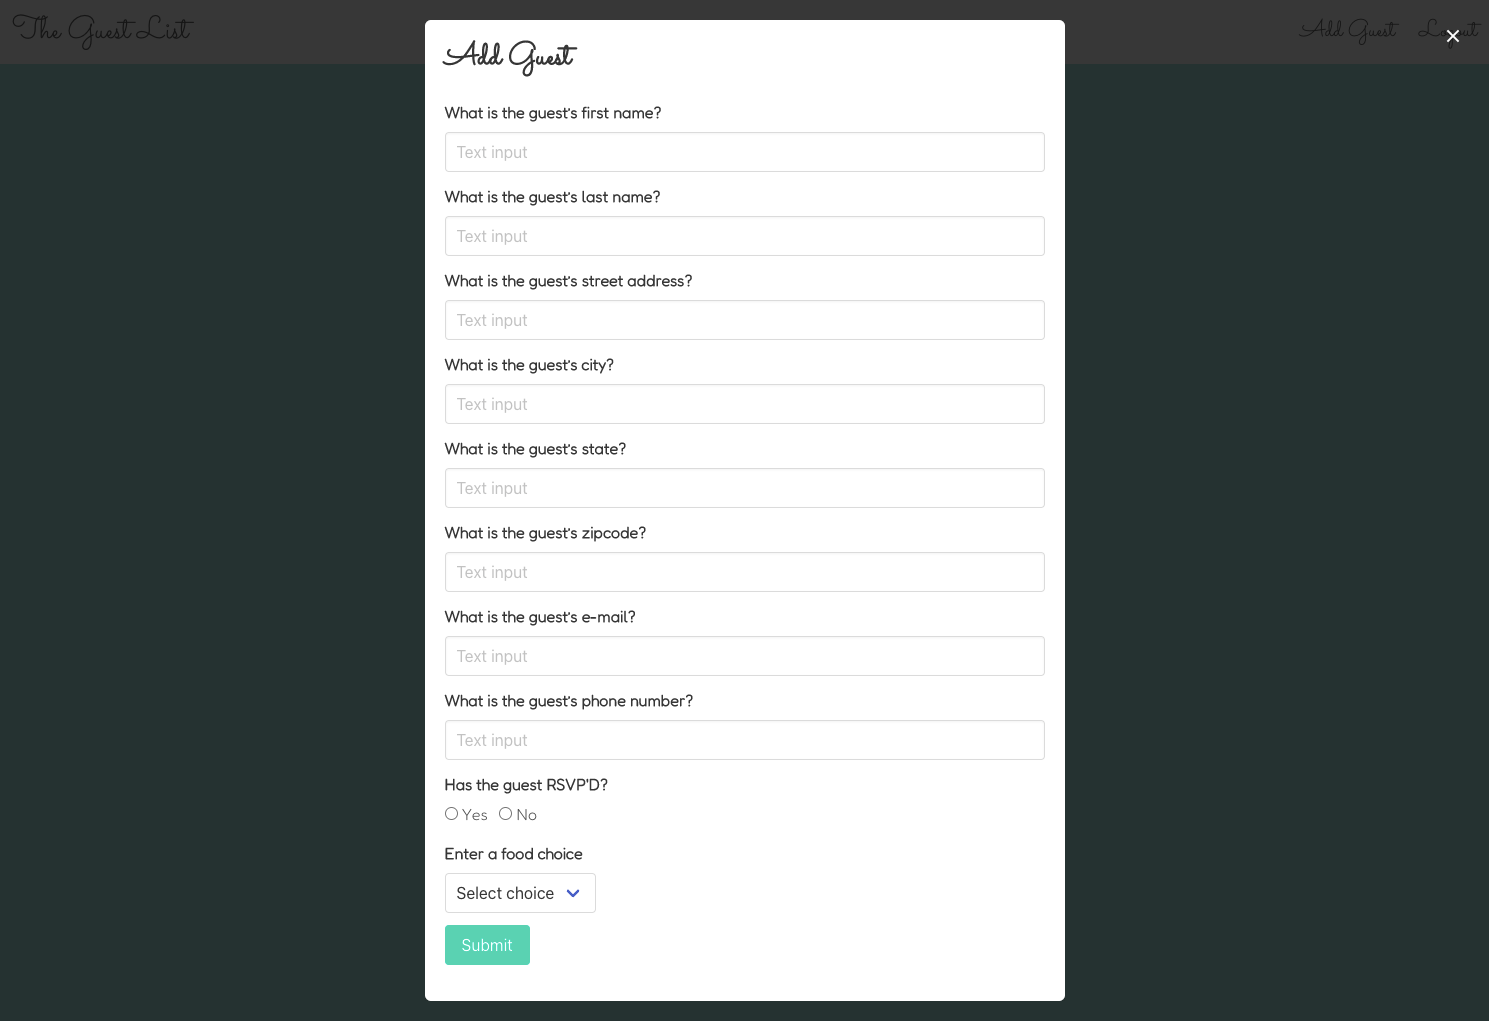 The Guest List
Add Guest
Logout
Add Guest
What is the guest's first name?
Text input
What is the guest's last name?
Text input
What is the guest's street address?
Text input
What is the guest's city?
Text input
What is the guest's state?
Text input
What is the guest's zipcode?
Text input
What is the guest's e-mail?
Text input
What is the guest's phone number?
Text input
Has the guest RSVP'D?
Yes No
Enter a food choice
Select choice
Submit